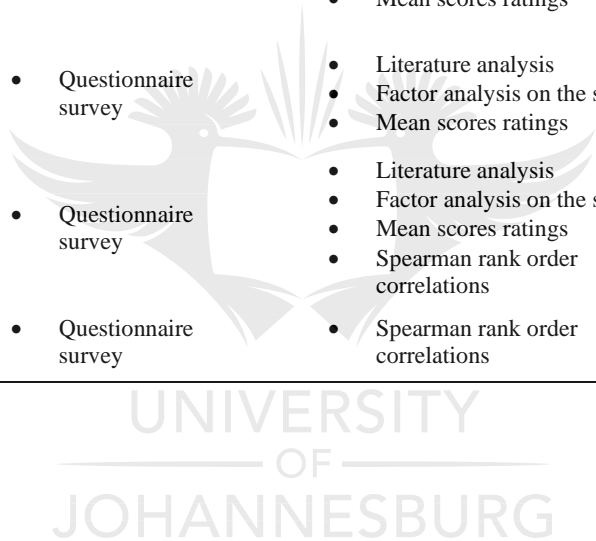 • Mean scores ratings
• Questionnaire survey
• Literature analysis
• Factor analysis on the
• Mean scores ratings
• Questionnaire survey
• Literature analysis
• Factor analysis on the
• Mean scores ratings
• Spearman rank order
correlations
• Questionnaire survey
• Spearman rank order
correlations
UNIVERSITY
OF
JOHANNESBURG